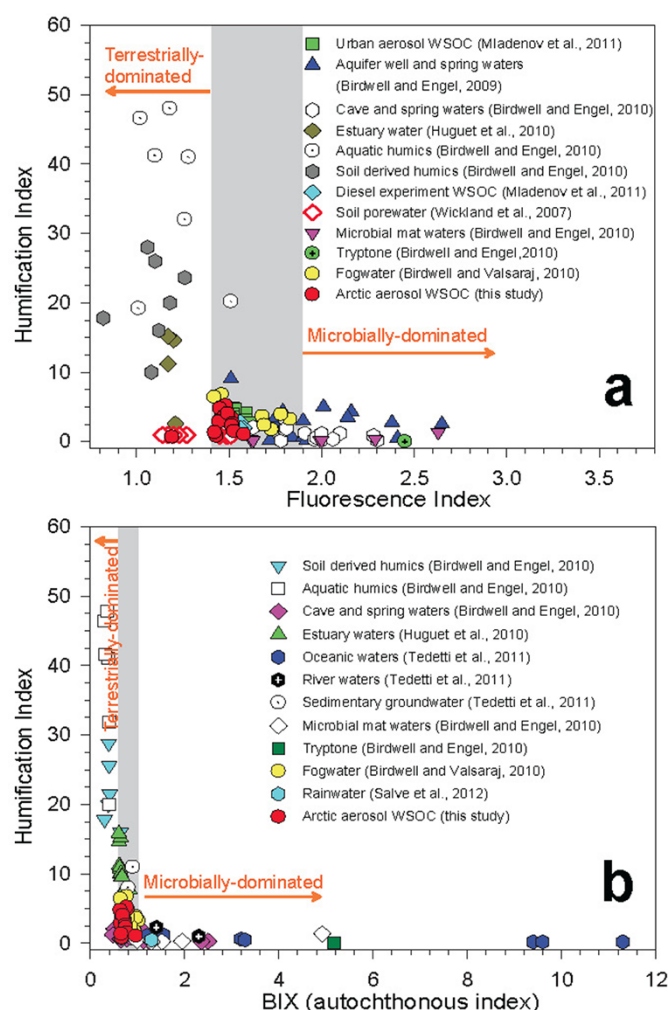 60
50
40
30
20
10
0
Humification Index
Terrestrially-
dominated
Urban aerosol WSOC (Mladenov et al., 2011)
Aquifer well and spring waters
(Birdwell and Engel, 2009)
Cave and spring waters (Birdwell and Engel, 2010)
Estuary water (Huguet et al., 2010)
Aquatic humics (Birdwell and Engel, 2010)
Soil derived humics (Birdwell and Engel, 2010)
Diesel experiment WSOC (Mladenov et al., 2011)
Soil porewater (Wickland et al., 2007)
Microbial mat waters (Birdwell and Engel, 2010)
Tryptone (Birdwell and Engel,2010)
Fogwater (Birdwell and Valsaraj, 2010)
Arctic aerosol WSOC (this study)
Microbially-dominated
a
1.0 1.5 2.0 2.5 3.0 3.5
Fluorescence Index
60
50
40
30
20
10
0
Humification Index
Terrestrially-dominated
Soil derived humics (Birdwell and Engel, 2010)
Aquatic humics (Birdwell and Engel, 2010)
Cave and spring waters (Birdwell and Engel, 2010)
Estuary waters (Huguet et al., 2010)
Oceanic waters (Tedetti et al., 2011)
River waters (Tedetti et al., 2011)
Sedimentary groundwater (Tedetti et al., 2011)
Microbial mat waters (Birdwell and Engel, 2010)
Tryptone (Birdwell and Engel, 2010)
Fogwater (Birdwell and Valsaraj, 2010)
Rainwater (Salve et al., 2012)
Arctic aerosol WSOC (this study)
Microbially-dominated
b
0 2 4 6 8 10 12
BIX (autochthonous index)